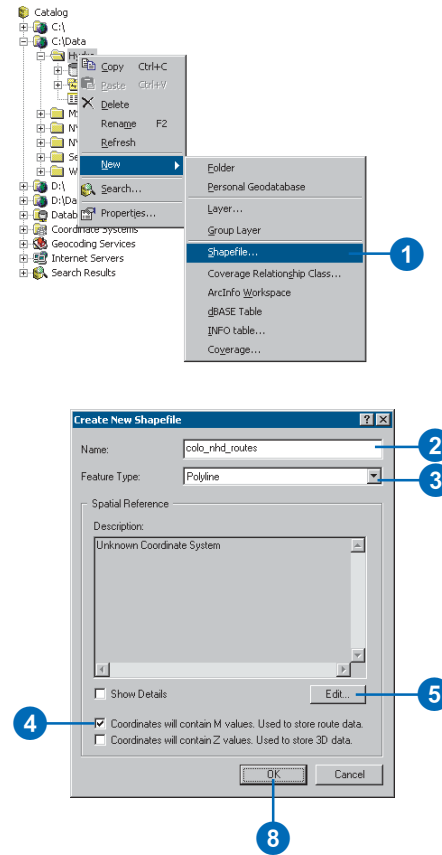 Catalog
C:\
C:\Data
Copy Ctrl+C
Paste Ctrl+V
Delete
Rename F2
Refresh
New
Search...
Properties...
D:\
Coordinate Systems
Geocoding Services
Internet Servers
Search Results
Folder
Personal Geodatabase
Layer...
Group Layer
Shapefile...
Coverage Relationship Class...
ArcInfo Workspace
dBASE Table
INFO table...
Coverage...
1
Create New Shapefile
Name:
colo_nhd_routes
2
Feature Type:
Polyline
3
Spatial Reference
Description:
Unknown Coordinate System
Show Details
Edit...
5
4
Coordinates will contain M values. Used to store route data.
Coordinates will contain Z values. Used to store 3D data.
OK
Cancel
8